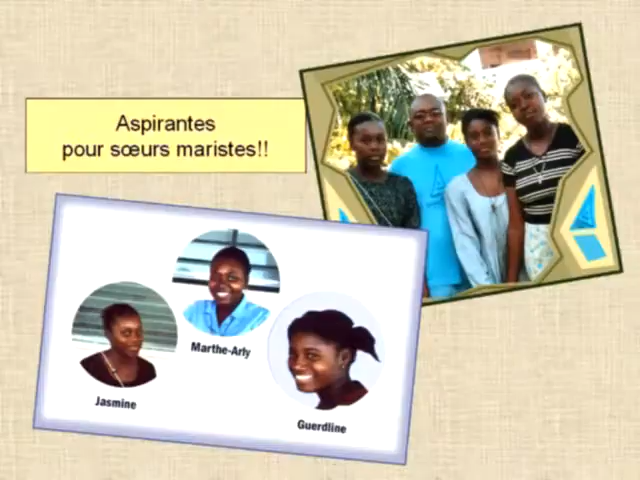 Aspirantes
pour sœurs maristes!!
Marthe-Arly
Jasmine
Guerdline